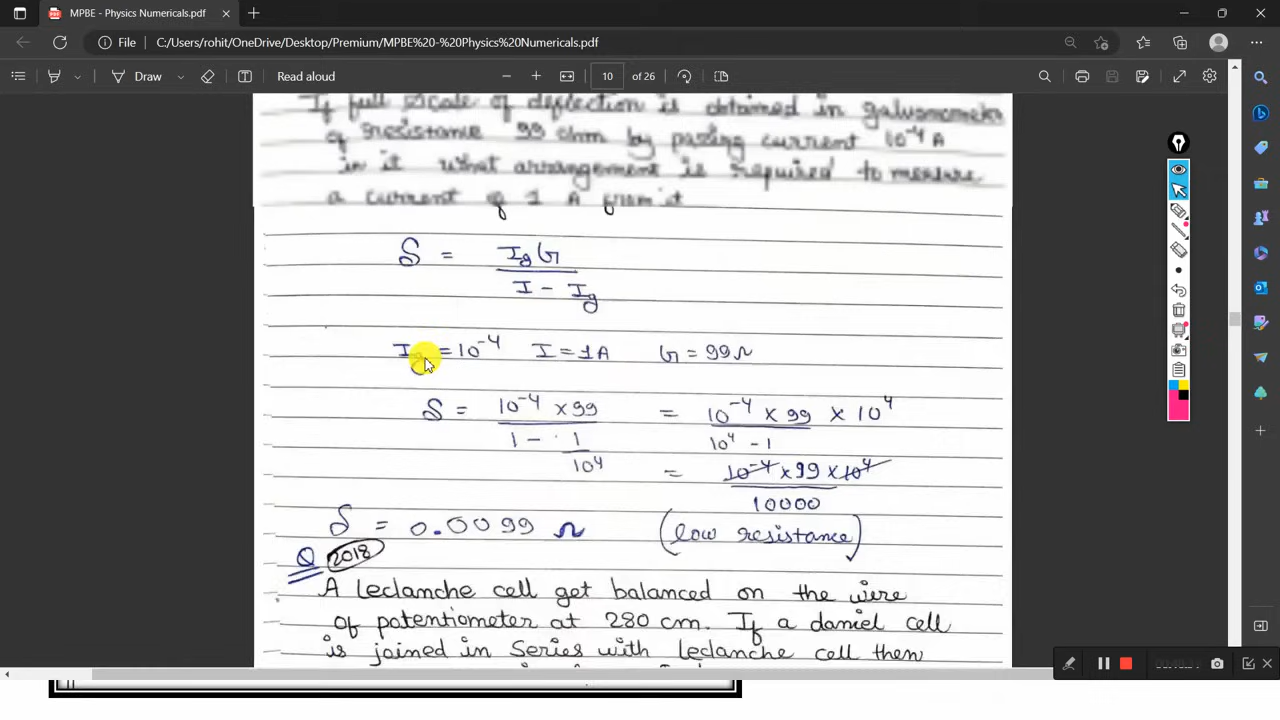 MPBE - Physics Numericals.pdf
File C:/Users/rohit/OneDrive/Desktop/Premium/MPBE%20-%20Physics%20Numericals.pdf
Draw Read aloud 10 of 26
If full scale of deflection is obtained in galvanometer
of resistance 99 ohm by passing current 10⁻⁴ A
in it what arrangement is required to measure
a current of 1 A from it
S = IgG / I - Ig
Ig = 10⁻⁴ I = 1A G = 99Ω
S = 10⁻⁴ × 99 / 1 - 1/10⁴ = 10⁻⁴ × 99 × 10⁴ / 10⁴ - 1
= 10⁻⁴ × 99 × 10⁴ / 10000
S = 0.0099 Ω (low resistance)
Q 2018
A Leclanche cell get balanced on the wire
of potentiometer at 280 cm. If a daniel cell
is joined in Series with leclanche cell then